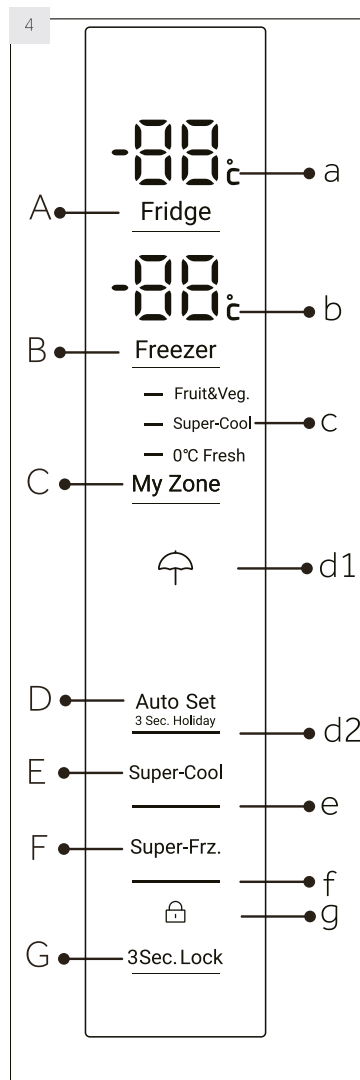 4
-88°C
a
A
Fridge
-88°C
b
B
Freezer
Fruit&Veg.
Super-Cool
c
0°C Fresh
C
My Zone
d1
D
Auto Set
3 Sec. Holiday
d2
E
Super-Cool
e
F
Super-Frz.
f
g
G
3Sec. Lock